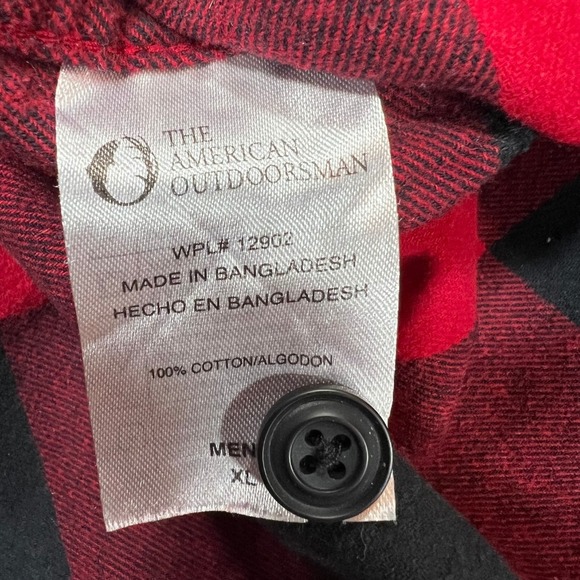 THE
AMERICAN
OUTDOORSMAN
WPL# 12902
MADE IN BANGLADESH
HECHO EN BANGLADESH
100% COTTON/ALGODON
MEN
XL